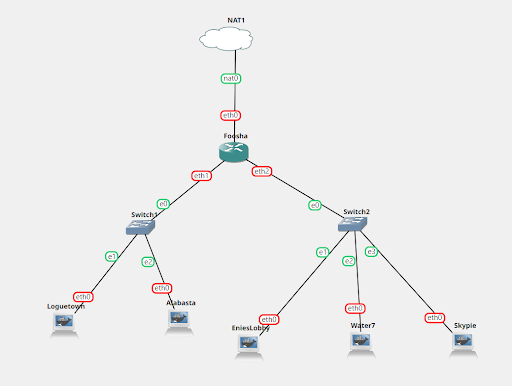 NAT1
nat0
eth0
Foosha
eth1
eth2
e0
Switch1
e0
Switch2
e1
e2
e1
e2
e3
eth0
Loguetown
eth0
Alabasta
eth0
EniesLobby
eth0
Water7
eth0
Skypie